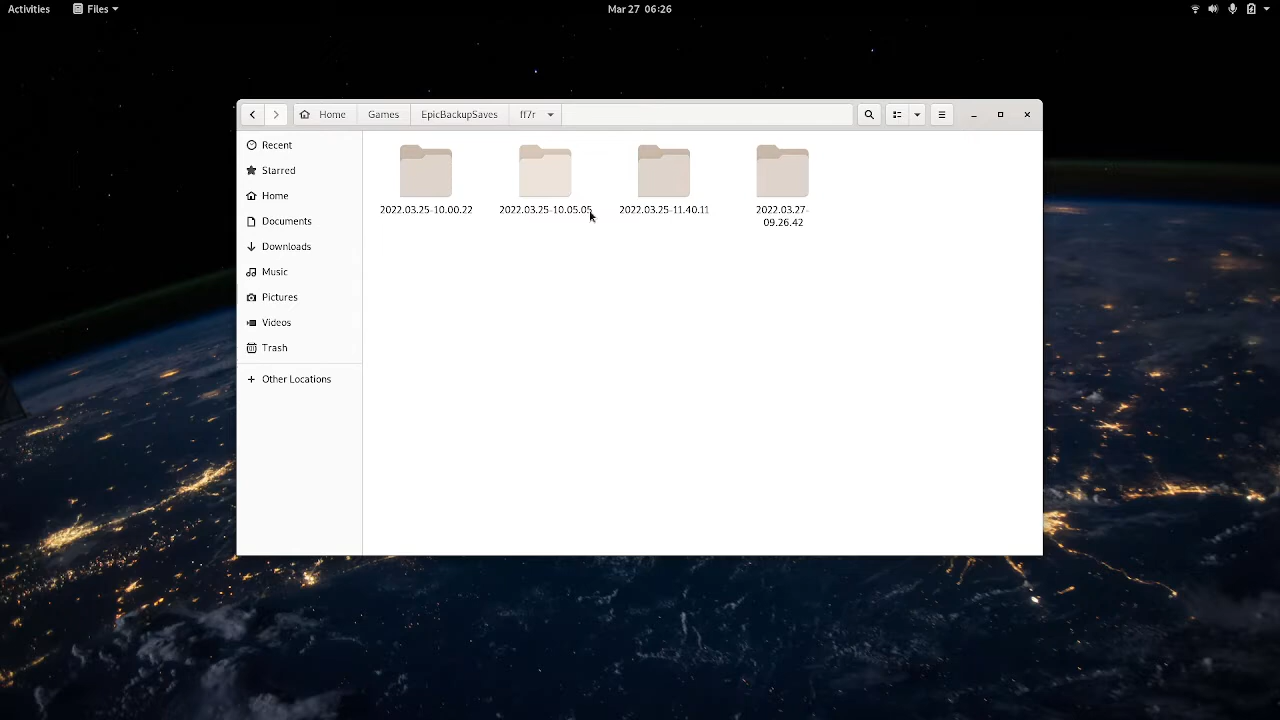 Activities Files Mar 27 06:26
Home Games EpicBackupSaves ff7r
Recent
Starred
Home
Documents
Downloads
Music
Pictures
Videos
Trash
Other Locations
2022.03.25-10.00.22 2022.03.25-10.05.05 2022.03.25-11.40.11 2022.03.27-
09.26.42